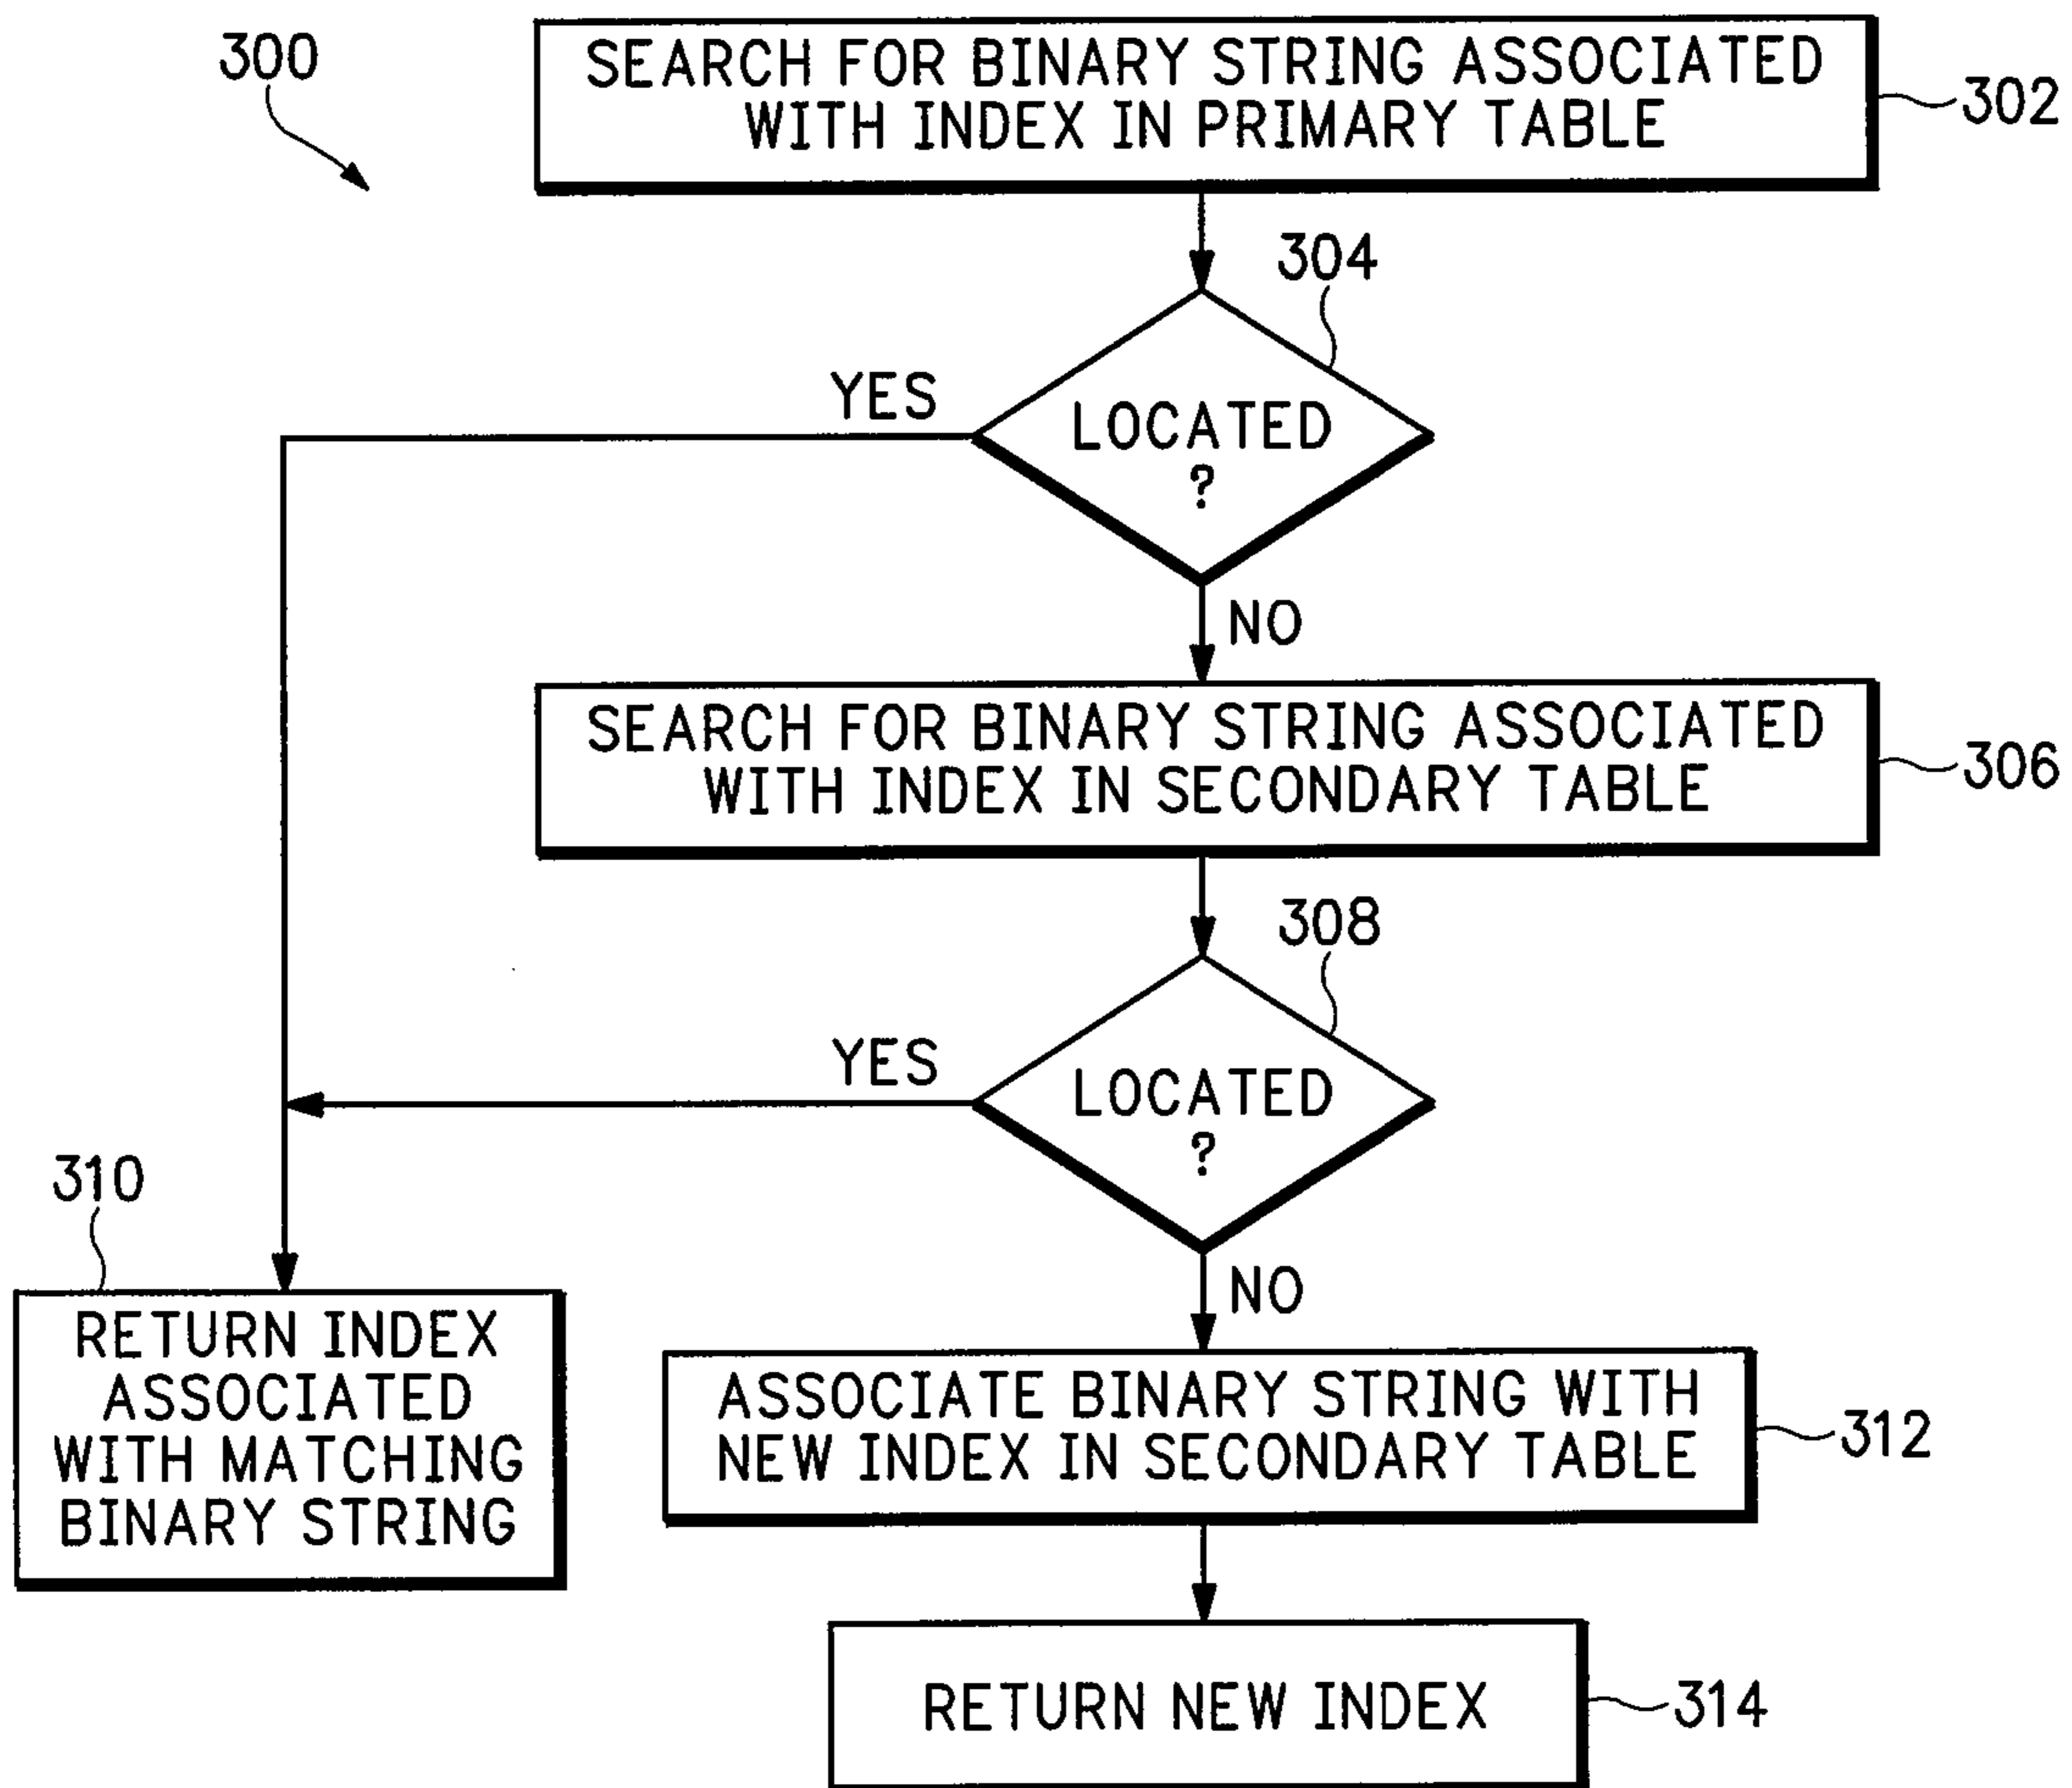 300
SEARCH FOR BINARY STRING ASSOCIATED
WITH INDEX IN PRIMARY TABLE
302
304
YES
LOCATED
?
NO
SEARCH FOR BINARY STRING ASSOCIATED
WITH INDEX IN SECONDARY TABLE
306
308
YES
LOCATED
?
NO
310
RETURN INDEX
ASSOCIATED
WITH MATCHING
BINARY STRING
ASSOCIATE BINARY STRING WITH
NEW INDEX IN SECONDARY TABLE
312
RETURN NEW INDEX
314